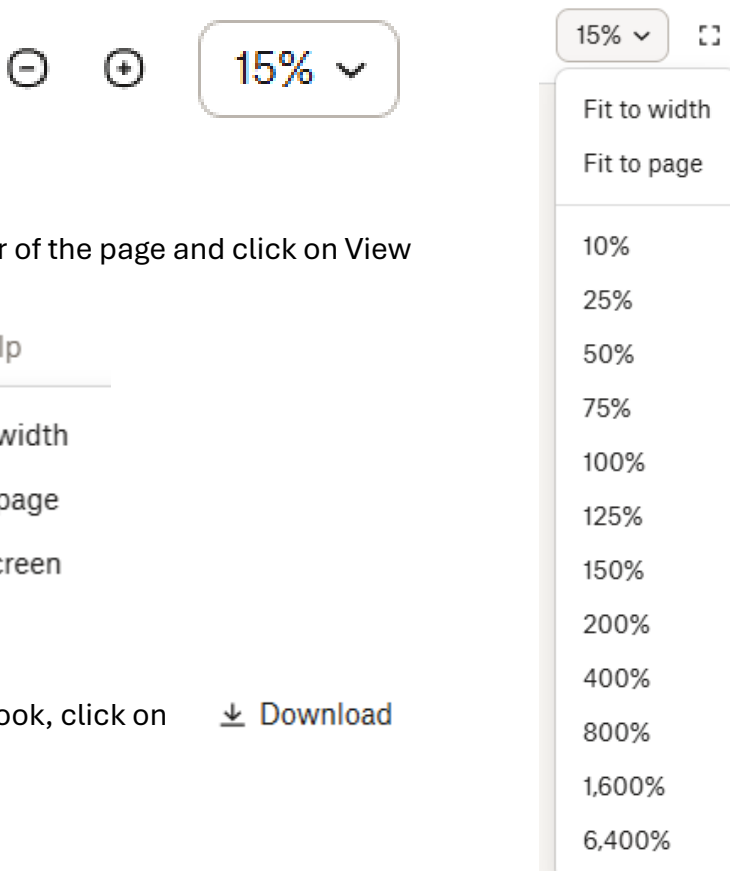 15%
r of the page and click on View
lp
width
page
creen
ook, click on
Download
15%
Fit to width
Fit to page
10%
25%
50%
75%
100%
125%
150%
200%
400%
800%
1,600%
6,400%